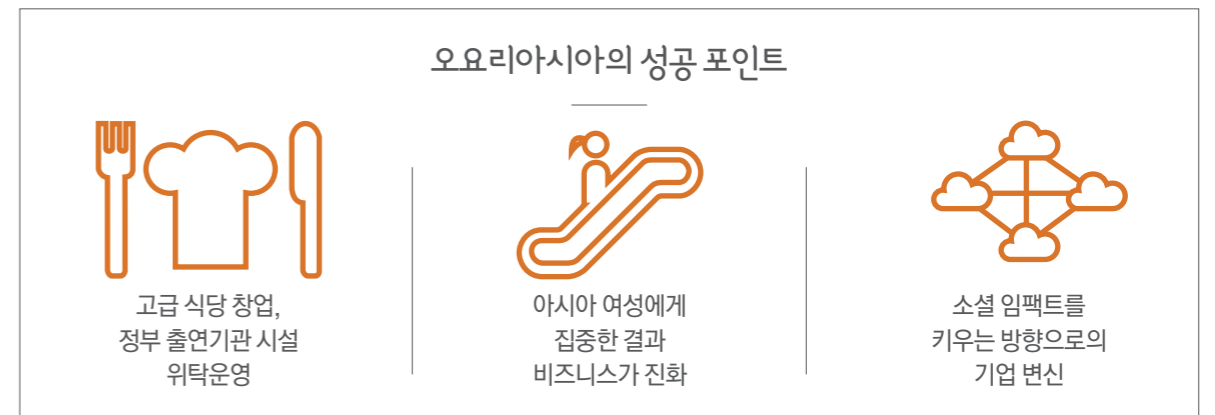 오요리아시아의 성공 포인트
고급 식당 창업,
정부 출연기관 시설
위탁운영
아시아 여성에게
집중한 결과
비즈니스가 진화
소셜 임팩트를
키우는 방향으로의
기업 변신